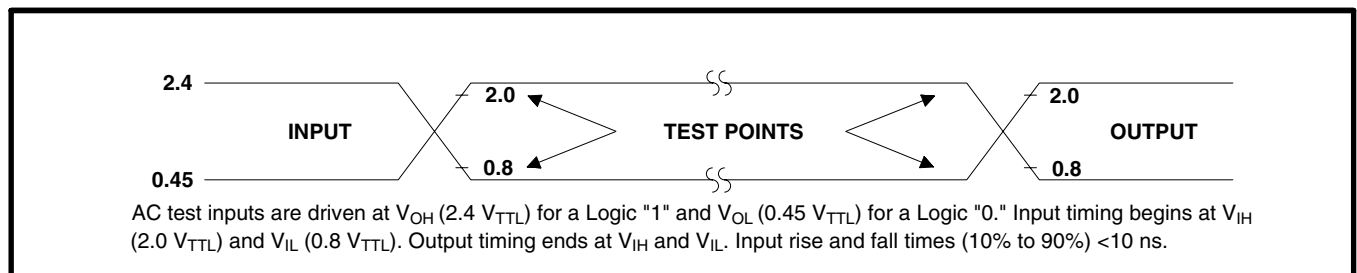 2.4
2.0
2.0
INPUT
TEST POINTS
OUTPUT
0.8
0.8
0.45
AC test inputs are driven at VOH (2.4 VTTL) for a Logic "1" and VOL (0.45 VTTL) for a Logic "0." Input timing begins at VIH
(2.0 VTTL) and VIL (0.8 VTTL). Output timing ends at VIH and VIL. Input rise and fall times (10% to 90%) <10 ns.